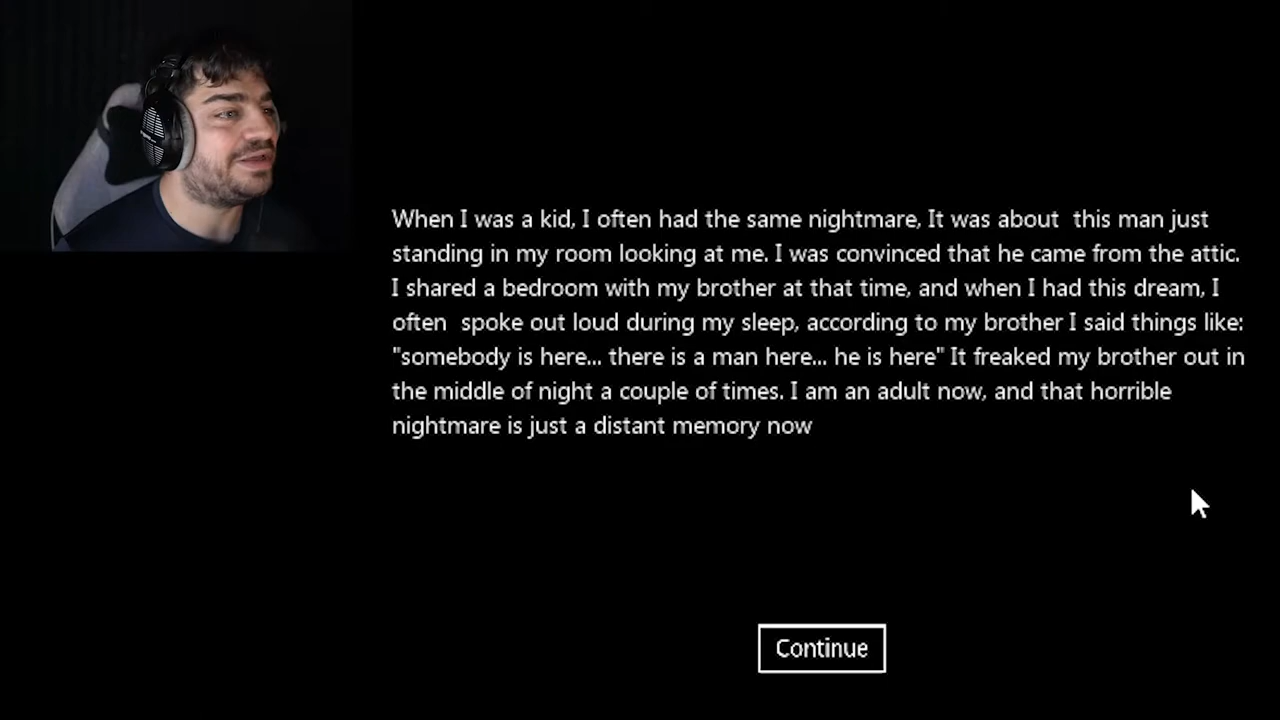 When I was a kid, I often had the same nightmare, It was about  this man just
standing in my room looking at me. I was convinced that he came from the attic.
I shared a bedroom with my brother at that time, and when I had this dream, I
often  spoke out loud during my sleep, according to my brother I said things like:
"somebody is here... there is a man here... he is here" It freaked my brother out in
the middle of night a couple of times. I am an adult now, and that horrible
nightmare is just a distant memory now
Continue